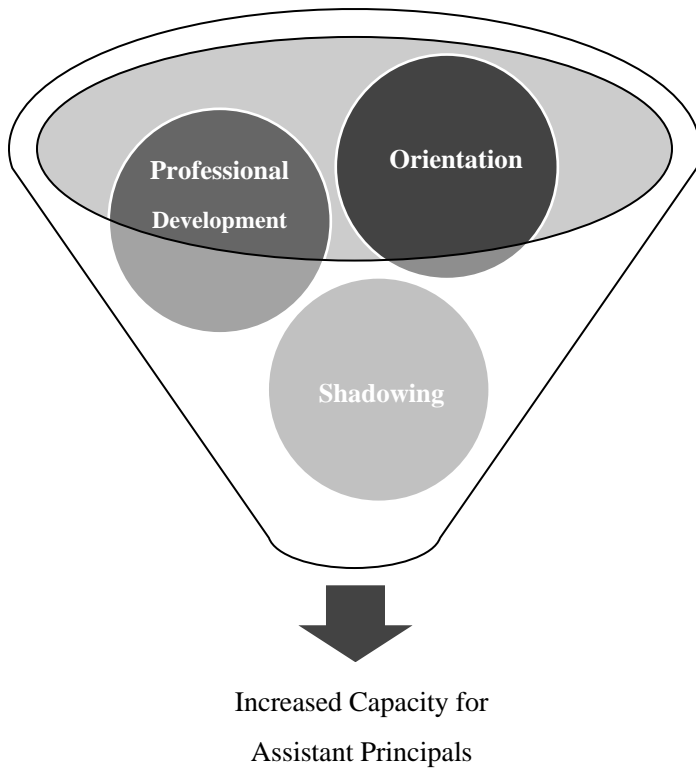 Professional
Development
Orientation
Shadowing
Increased Capacity for
Assistant Principals